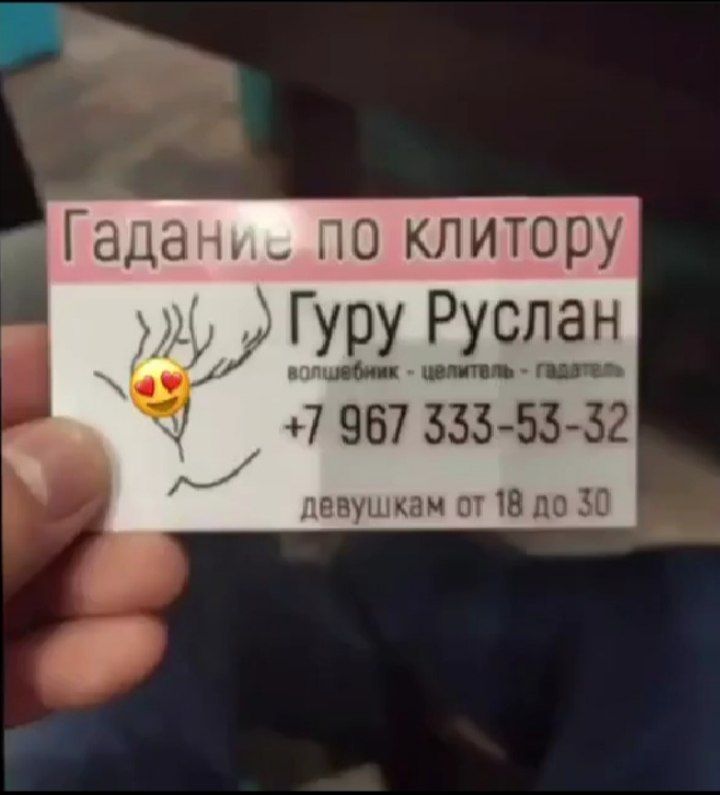 Гадание по клитору
Гуру Руслан
волшебник - целитель - гадатель
+7 967 333-53-32
девушкам от 18 до 30